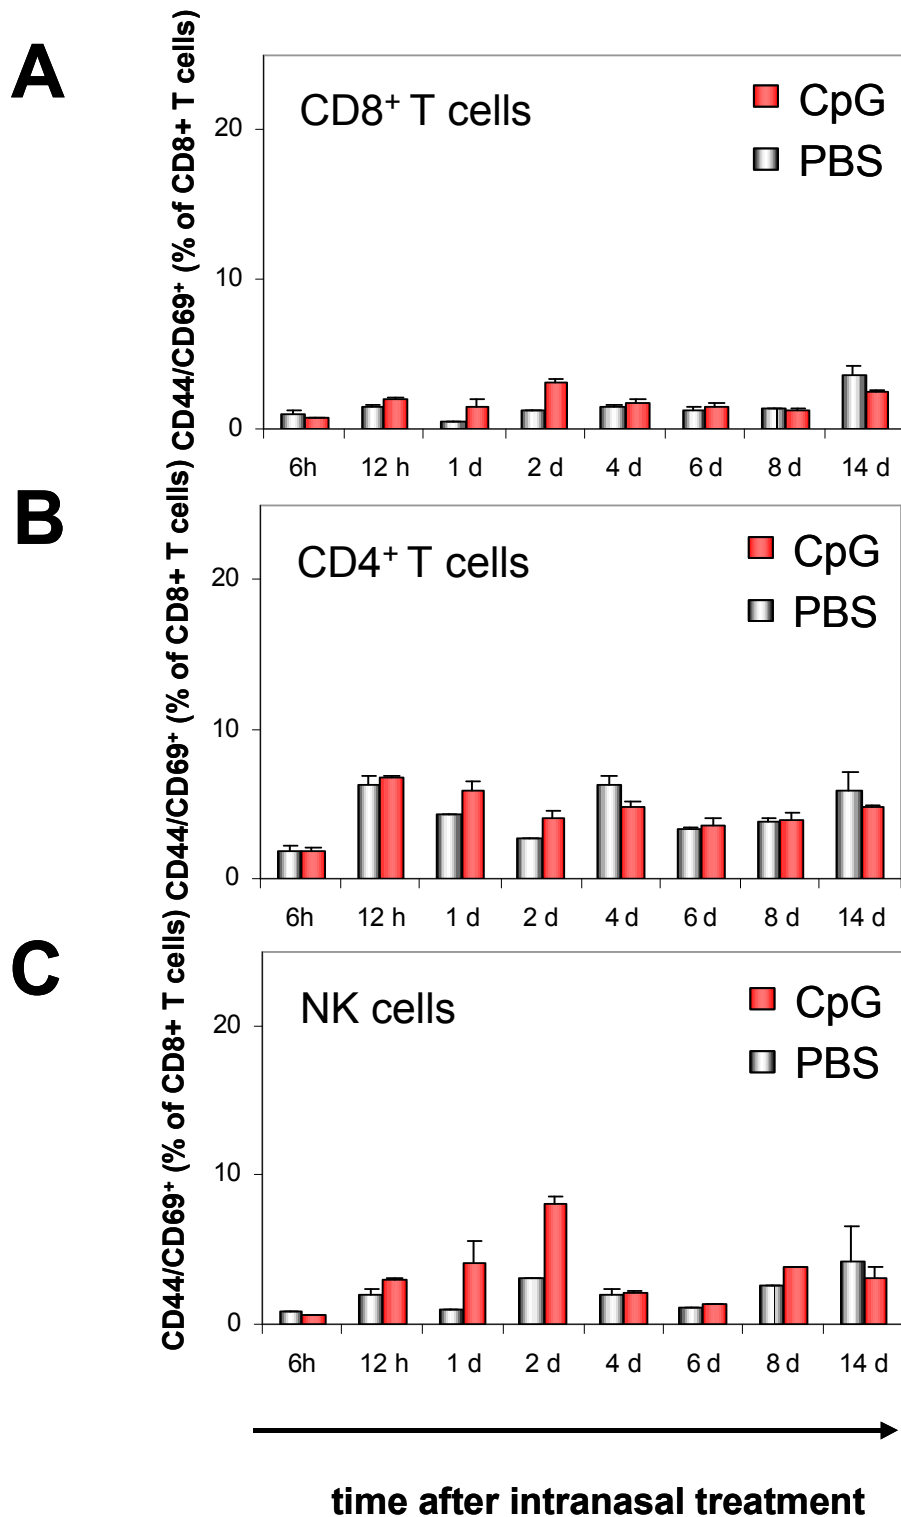 A
CD44/CD69⁺ (% of CD8+ T cells)
CD8⁺ T cells
CpG
PBS
20
10
0
6h 12 h 1 d 2 d 4 d 6 d 8 d 14 d
B
CD44/CD69⁺ (% of CD8+ T cells)
CD4⁺ T cells
CpG
PBS
20
10
0
6h 12 h 1 d 2 d 4 d 6 d 8 d 14 d
C
CD44/CD69⁺ (% of CD8+ T cells)
NK cells
CpG
PBS
20
10
0
6h 12 h 1 d 2 d 4 d 6 d 8 d 14 d
time after intranasal treatment